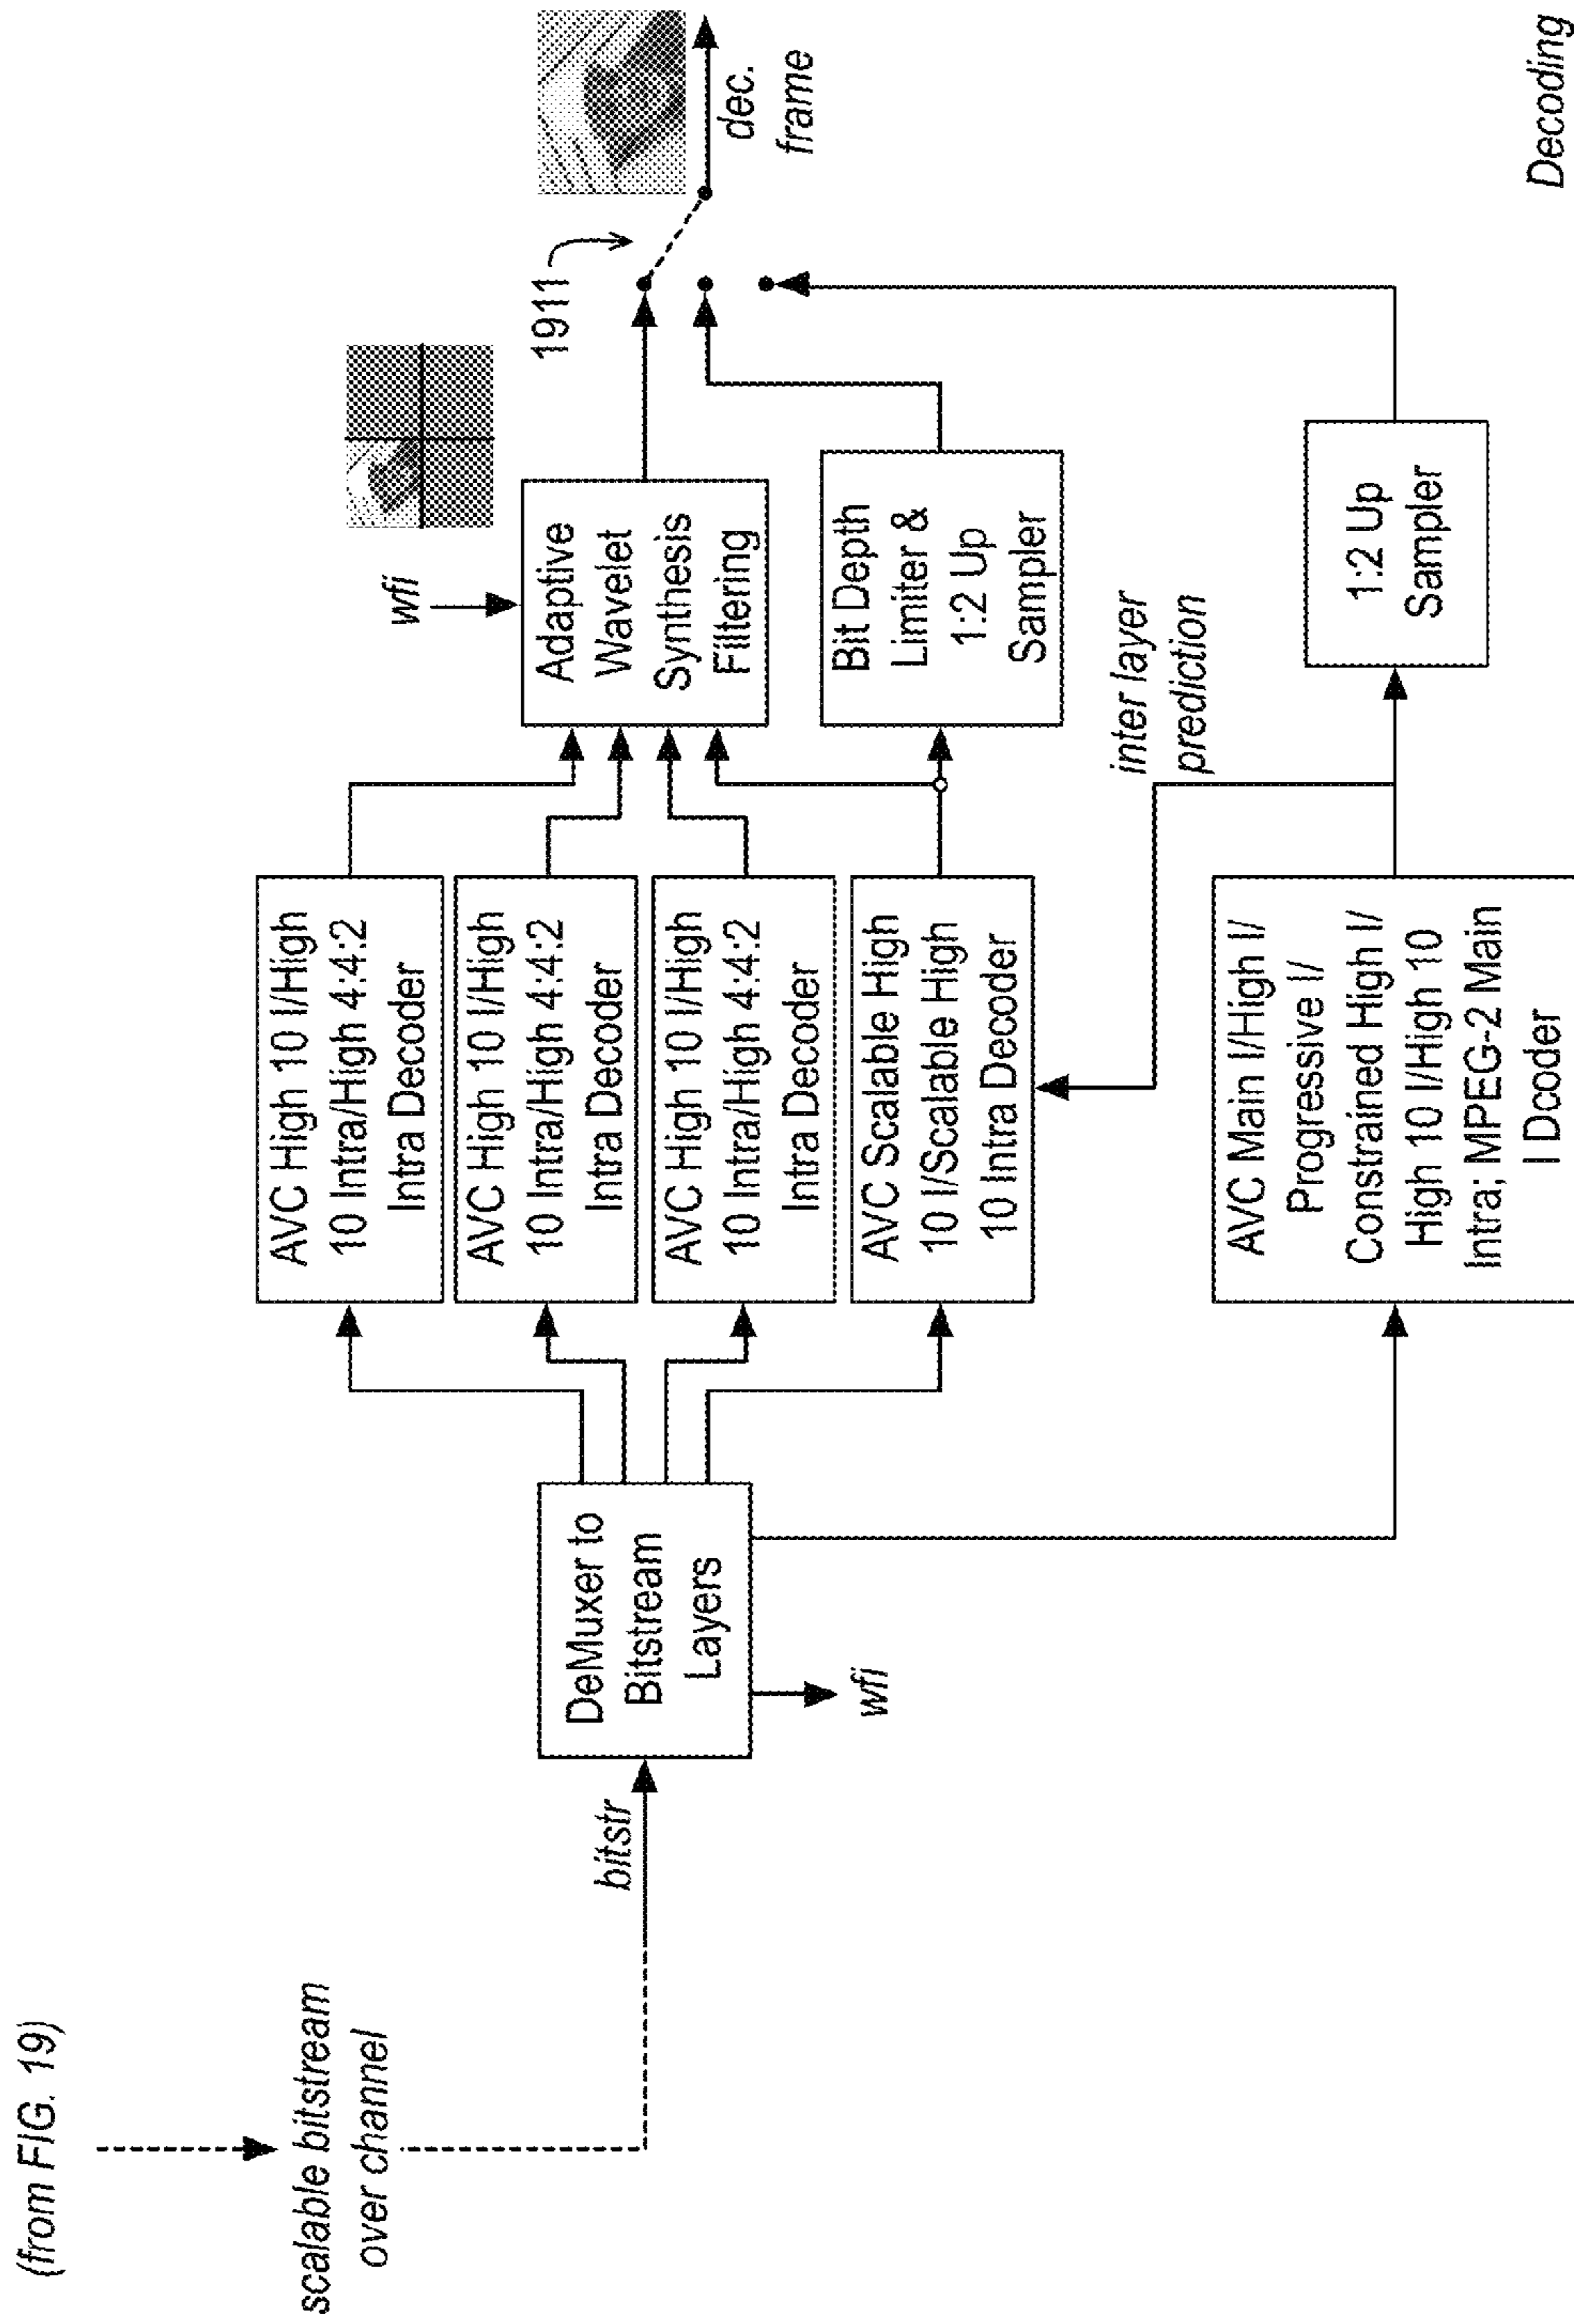 (from FIG. 19)
scalable bitstream
over channel
bitstr
DeMuxer to
Bitstream
Layers
wfi
AVC High 10 I/High
10 Intra/High 4:4:2
Intra Decoder
AVC High 10 I/High
10 Intra/High 4:4:2
Intra Decoder
AVC High 10 I/High
10 Intra/High 4:4:2
Intra Decoder
AVC Scalable High
10 I/Scalable High
10 Intra Decoder
AVC Main I/High I/
Progressive I/
Constrained High I/
High 10 I/High 10
Intra; MPEG-2 Main
I Dcoder
inter layer
prediction
wfi
Adaptive
Wavelet
Synthesis
Filtering
Bit Depth
Limiter &
1:2 Up
Sampler
1:2 Up
Sampler
1911
dec.
frame
Decoding